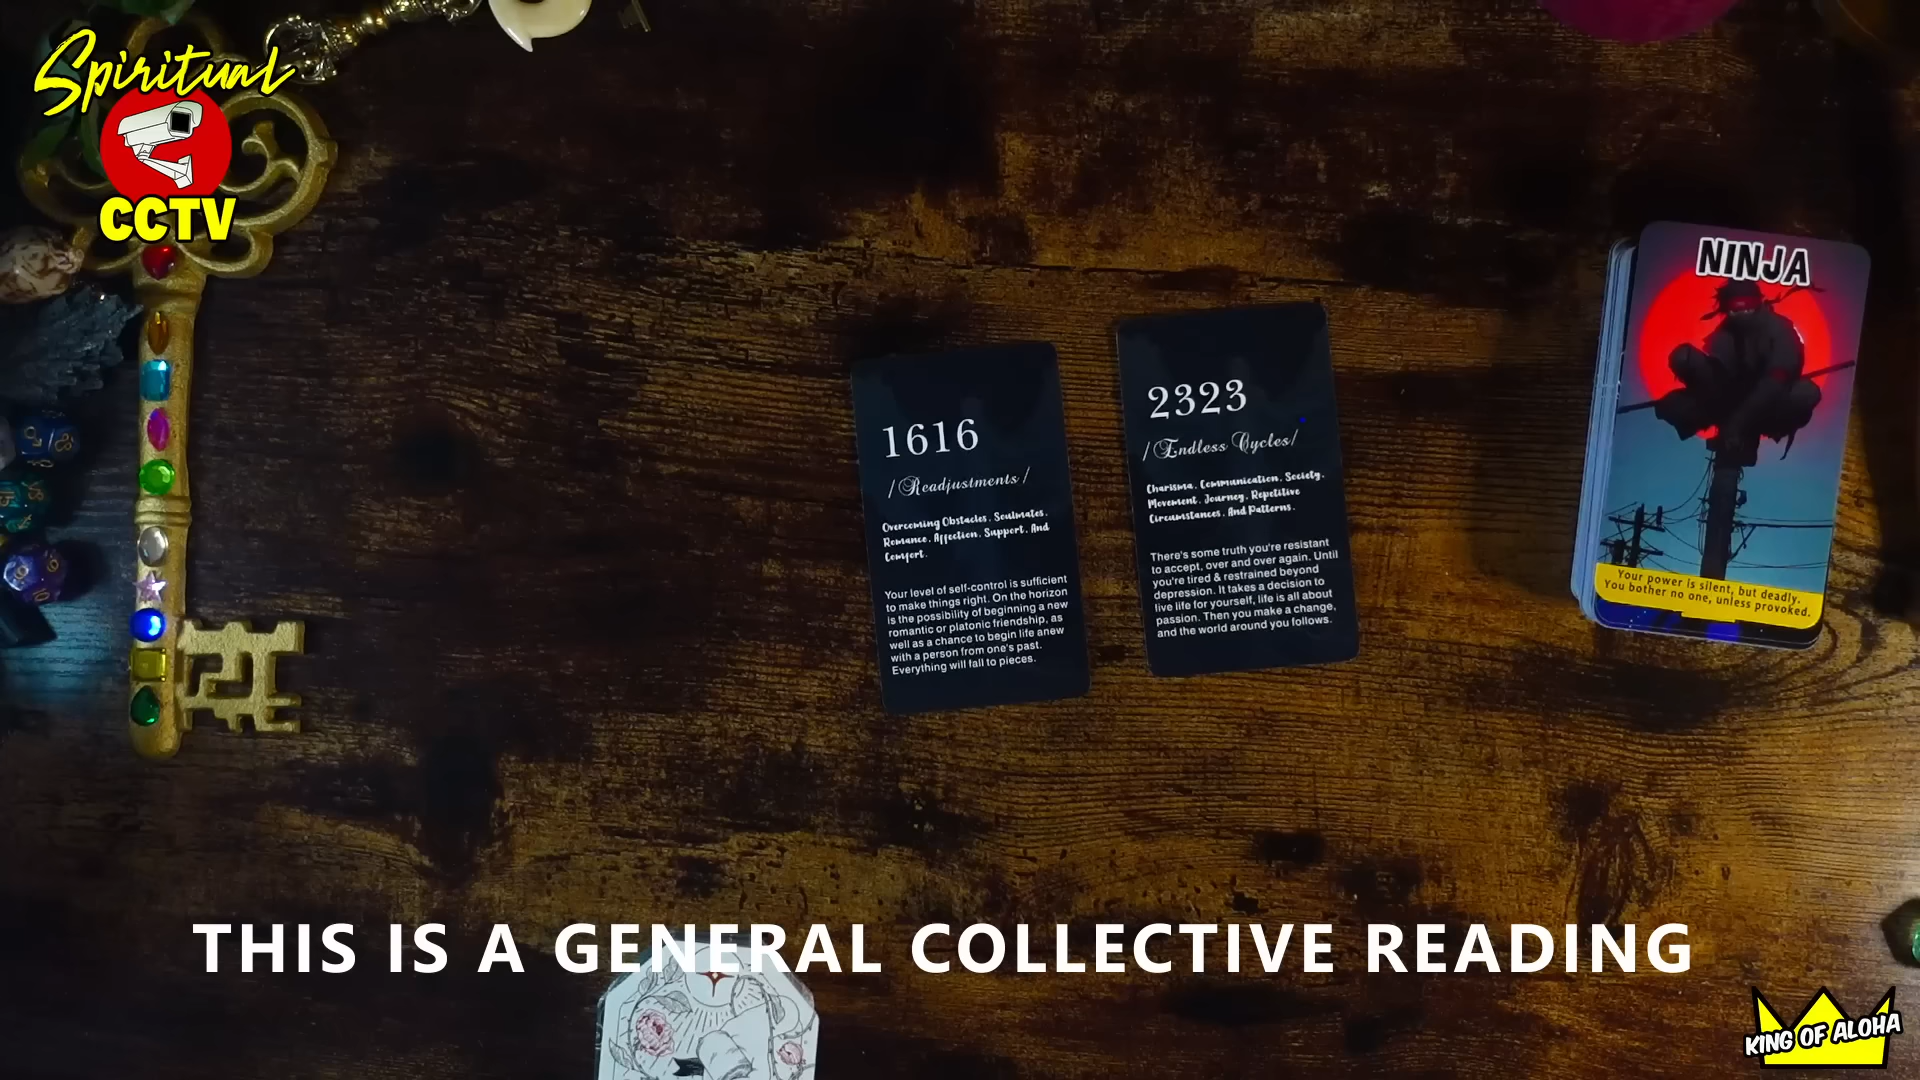 Spiritual
CCTV
1616
/Readjustments/
Overcoming Obstacles, Soulmates,
Romance, Affection, Support, And
Comfort.
Your level of self-control is sufficient
to make things right. On the horizon
is the possibility of beginning a new
romantic or platonic friendship, as
well as a chance to begin life anew
with a person from one's past.
Everything will fall to pieces.
2323
/Endless Cycles/
Charisma, Communication, Society,
Movement, Journey, Repetitive
Circumstances, And Patterns.
There's some truth you're resistant
to accept, over and over again. Until
you're tired & restrained beyond
depression. It takes a decision to
live life for yourself, life is all about
passion. Then you make a change,
and the world around you follows.
NINJA
Your power is silent, but deadly.
You bother no one, unless provoked.
THIS IS A GENERAL COLLECTIVE READING
KING OF ALOHA